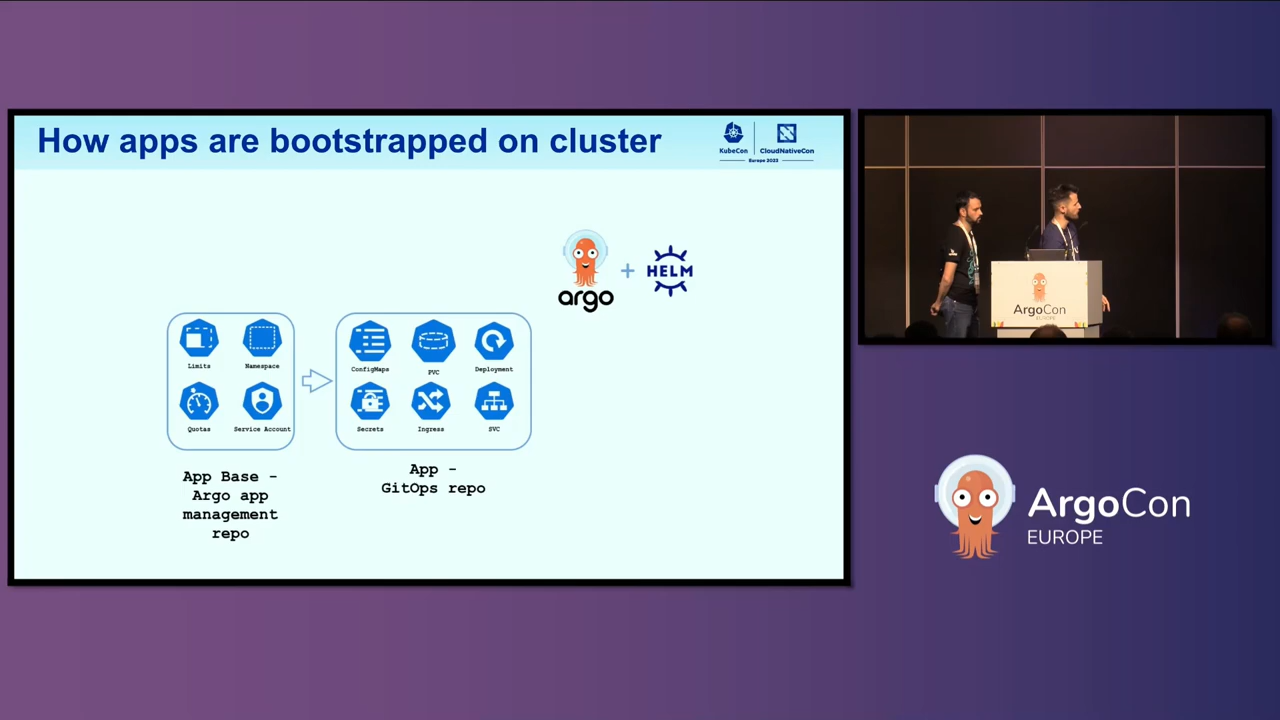 How apps are bootstrapped on cluster
KubeCon
CloudNativeCon
Europe 2023
argo
+
HELM
Limits
Namespace
Quotas
Service Account
ConfigMaps
PVC
Deployment
Secrets
Ingress
SVC
App Base -
Argo app
management
repo
App -
GitOps repo
ArgoCon
EUROPE
ArgoCon
EUROPE